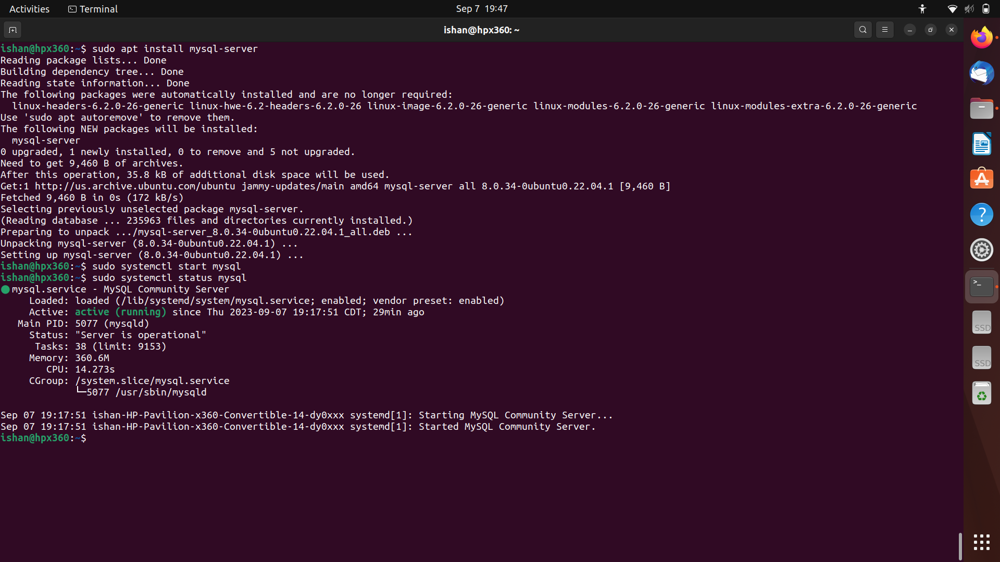 Activities Terminal Sep 7 19:47
ishan@hpx360: ~
ishan@hpx360:~$ sudo apt install mysql-server
Reading package lists... Done
Building dependency tree... Done
Reading state information... Done
The following packages were automatically installed and are no longer required:
  linux-headers-6.2.0-26-generic linux-hwe-6.2-headers-6.2.0-26 linux-image-6.2.0-26-generic linux-modules-6.2.0-26-generic linux-modules-extra-6.2.0-26-generic
Use 'sudo apt autoremove' to remove them.
The following NEW packages will be installed:
  mysql-server
0 upgraded, 1 newly installed, 0 to remove and 5 not upgraded.
Need to get 9,460 B of archives.
After this operation, 35.8 kB of additional disk space will be used.
Get:1 http://us.archive.ubuntu.com/ubuntu jammy-updates/main amd64 mysql-server all 8.0.34-0ubuntu0.22.04.1 [9,460 B]
Fetched 9,460 B in 0s (172 kB/s)
Selecting previously unselected package mysql-server.
(Reading database ... 235963 files and directories currently installed.)
Preparing to unpack .../mysql-server_8.0.34-0ubuntu0.22.04.1_all.deb ...
Unpacking mysql-server (8.0.34-0ubuntu0.22.04.1) ...
Setting up mysql-server (8.0.34-0ubuntu0.22.04.1) ...
ishan@hpx360:~$ sudo systemctl start mysql
ishan@hpx360:~$ sudo systemctl status mysql
● mysql.service - MySQL Community Server
     Loaded: loaded (/lib/systemd/system/mysql.service; enabled; vendor preset: enabled)
     Active: active (running) since Thu 2023-09-07 19:17:51 CDT; 29min ago
   Main PID: 5077 (mysqld)
     Status: "Server is operational"
      Tasks: 38 (limit: 9153)
     Memory: 360.6M
        CPU: 14.273s
     CGroup: /system.slice/mysql.service
             └─5077 /usr/sbin/mysqld
Sep 07 19:17:51 ishan-HP-Pavilion-x360-Convertible-14-dy0xxx systemd[1]: Starting MySQL Community Server...
Sep 07 19:17:51 ishan-HP-Pavilion-x360-Convertible-14-dy0xxx systemd[1]: Started MySQL Community Server.
ishan@hpx360:~$
SSD
SSD